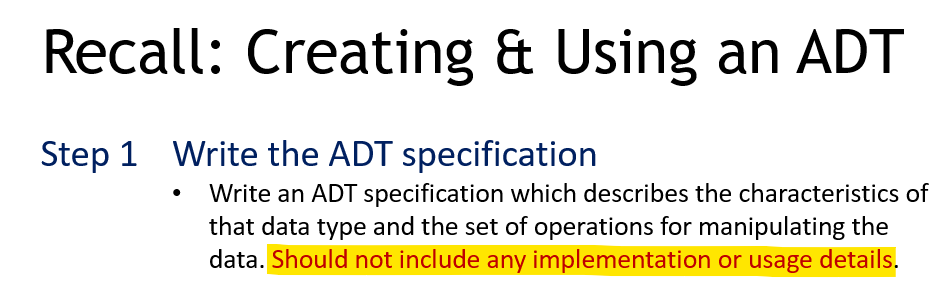 Recall: Creating & Using an ADT
Step 1 Write the ADT specification
• Write an ADT specification which describes the characteristics of
that data type and the set of operations for manipulating the
data. Should not include any implementation or usage details.